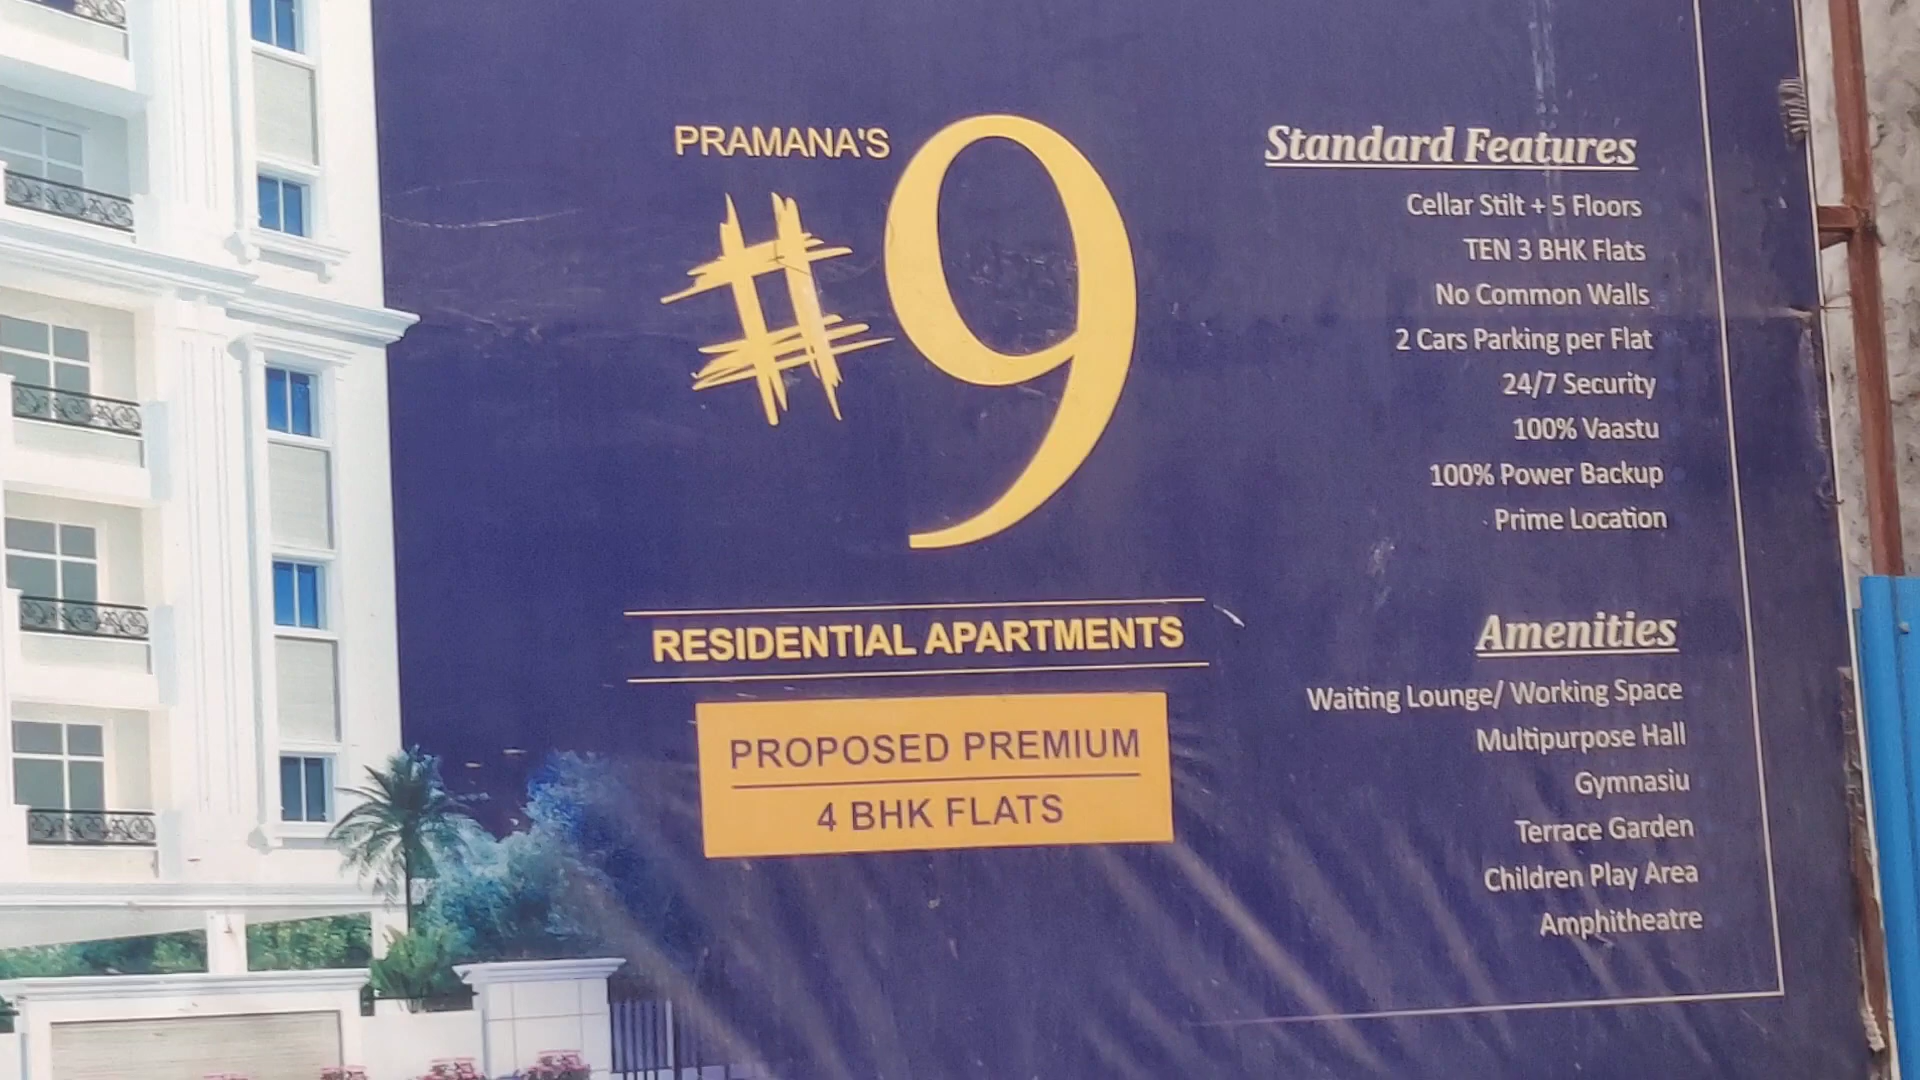 PRAMANA'S
#9
RESIDENTIAL APARTMENTS
PROPOSED PREMIUM
4 BHK FLATS
Standard Features
Cellar Stilt + 5 Floors
TEN 3 BHK Flats
No Common Walls
2 Cars Parking per Flat
24/7 Security
100% Vaastu
100% Power Backup
Prime Location
Amenities
Waiting Lounge/ Working Space
Multipurpose Hall
Gymnasiu
Terrace Garden
Children Play Area
Amphitheatre